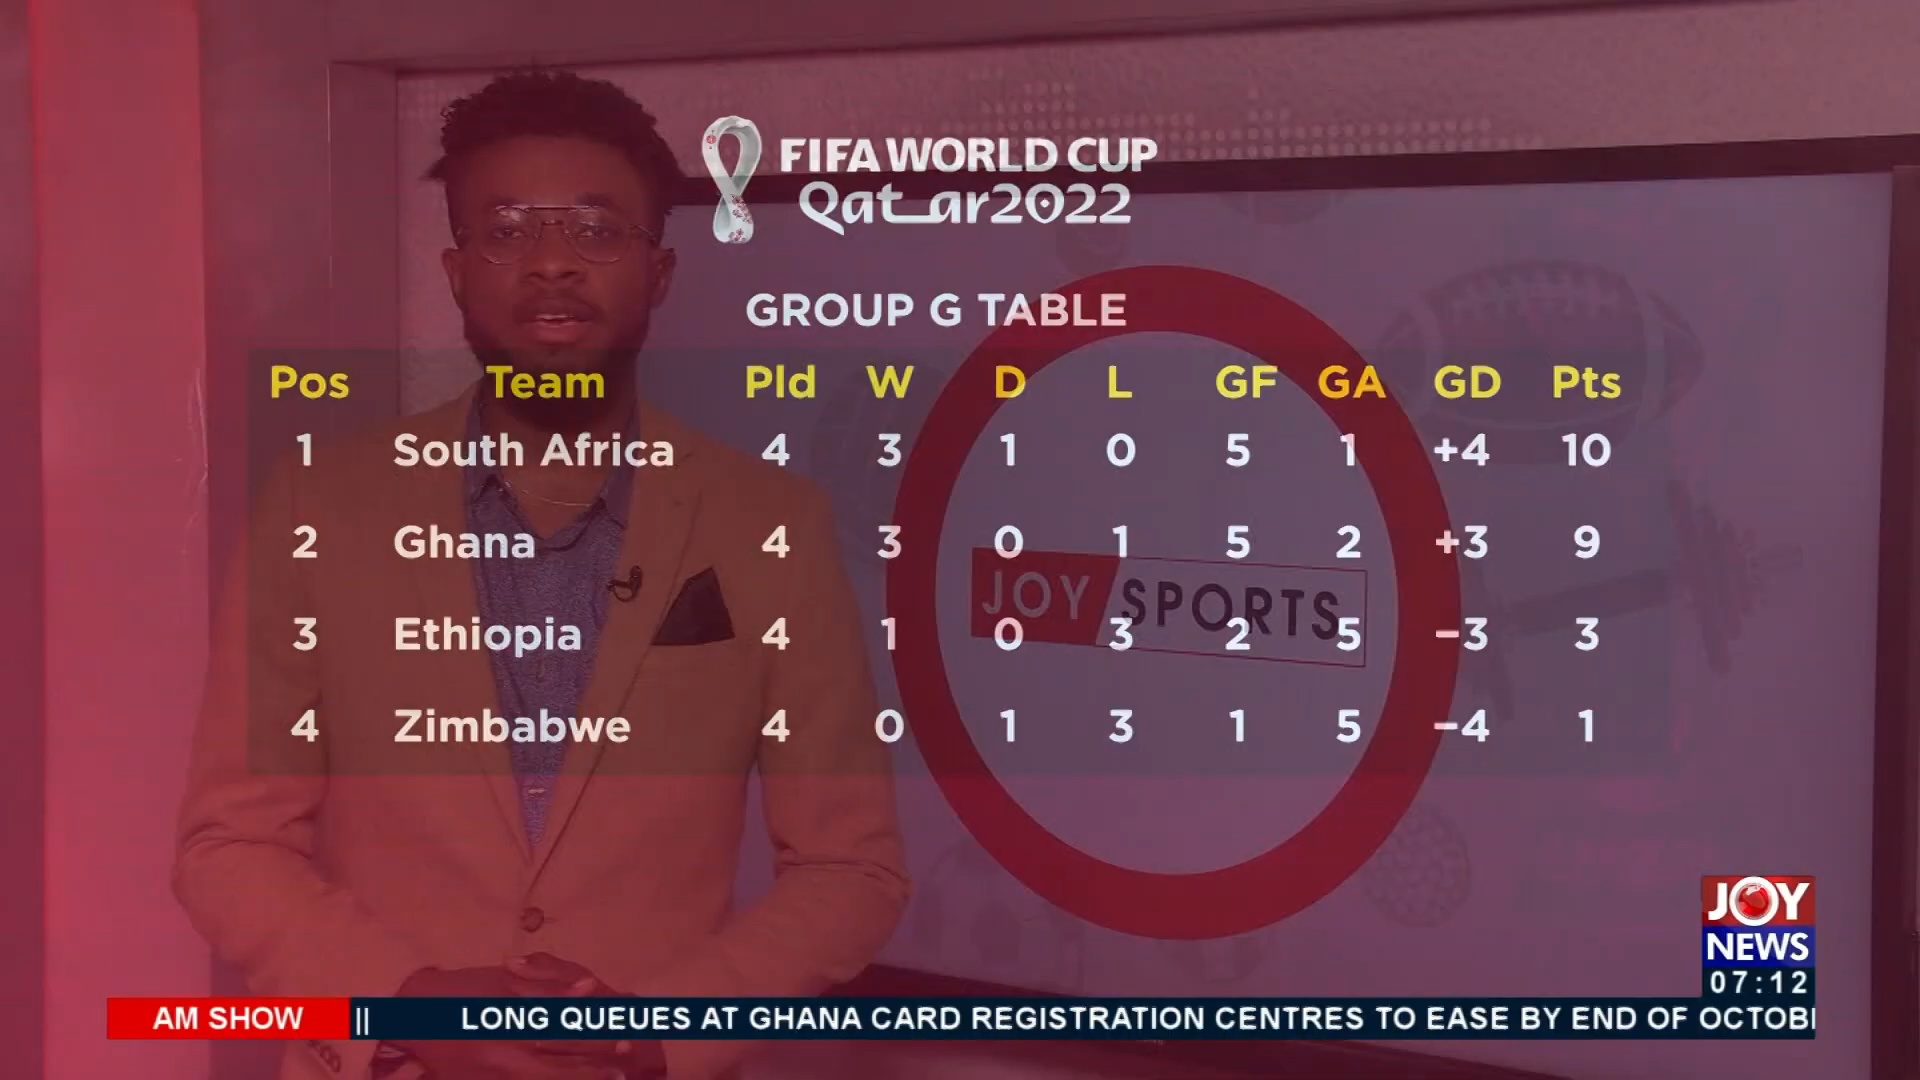 FIFA WORLD CUP
Qatar2022
GROUP G TABLE
Pos Team Pld W D L GF GA GD Pts
1 South Africa 4 3 1 0 5 1 +4 10
2 Ghana 4 3 0 1 5 2 +3 9
3 Ethiopia 4 1 0 3 2 5 -3 3
4 Zimbabwe 4 0 1 3 1 5 -4 1
JOY SPORTS
JOY
NEWS
07:12
AM SHOW || LONG QUEUES AT GHANA CARD REGISTRATION CENTRES TO EASE BY END OF OCTOB